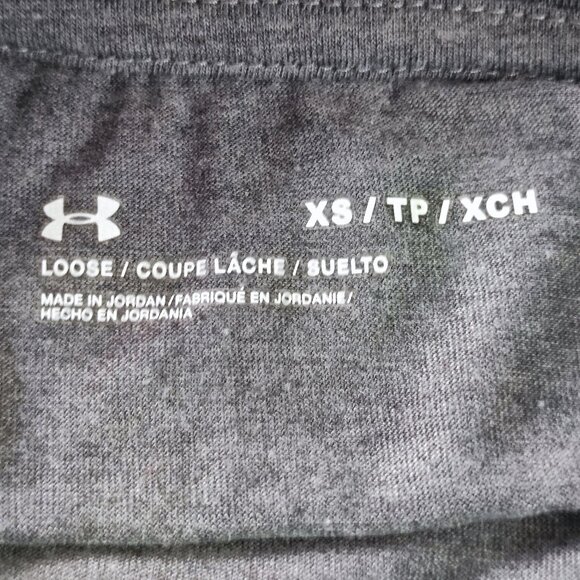 XS / TP / XCH
LOOSE / COUPE LÂCHE / SUELTO
MADE IN JORDAN / FABRIQUÉ EN JORDANIE /
HECHO EN JORDANIA